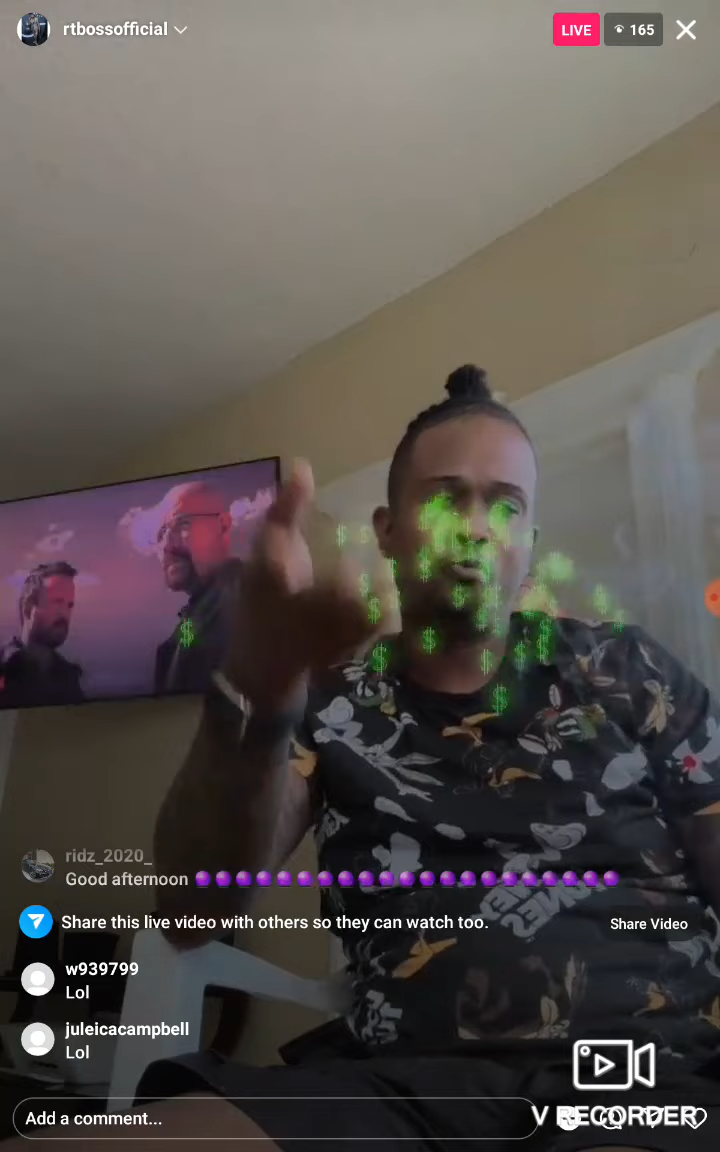 rtbossofficial
LIVE
165
ridz_2020_
Good afternoon 🟣🟣🟣🟣🟣🟣🟣🟣🟣🟣🟣🟣🟣🟣🟣🟣🟣🟣🟣🟣🟣
Share this live video with others so they can watch too.
Share Video
w939799
Lol
juleicacampbell
Lol
Add a comment...
V RECORDER